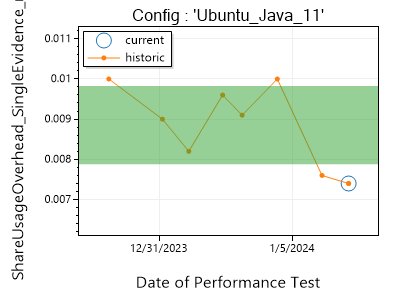 Config : 'Ubuntu_Java_11'
current
historic
0.011
0.01
0.009
0.008
0.007
ShareUsageOverhead_SingleEvidence_
12/31/2023
1/5/2024
Date of Performance Test